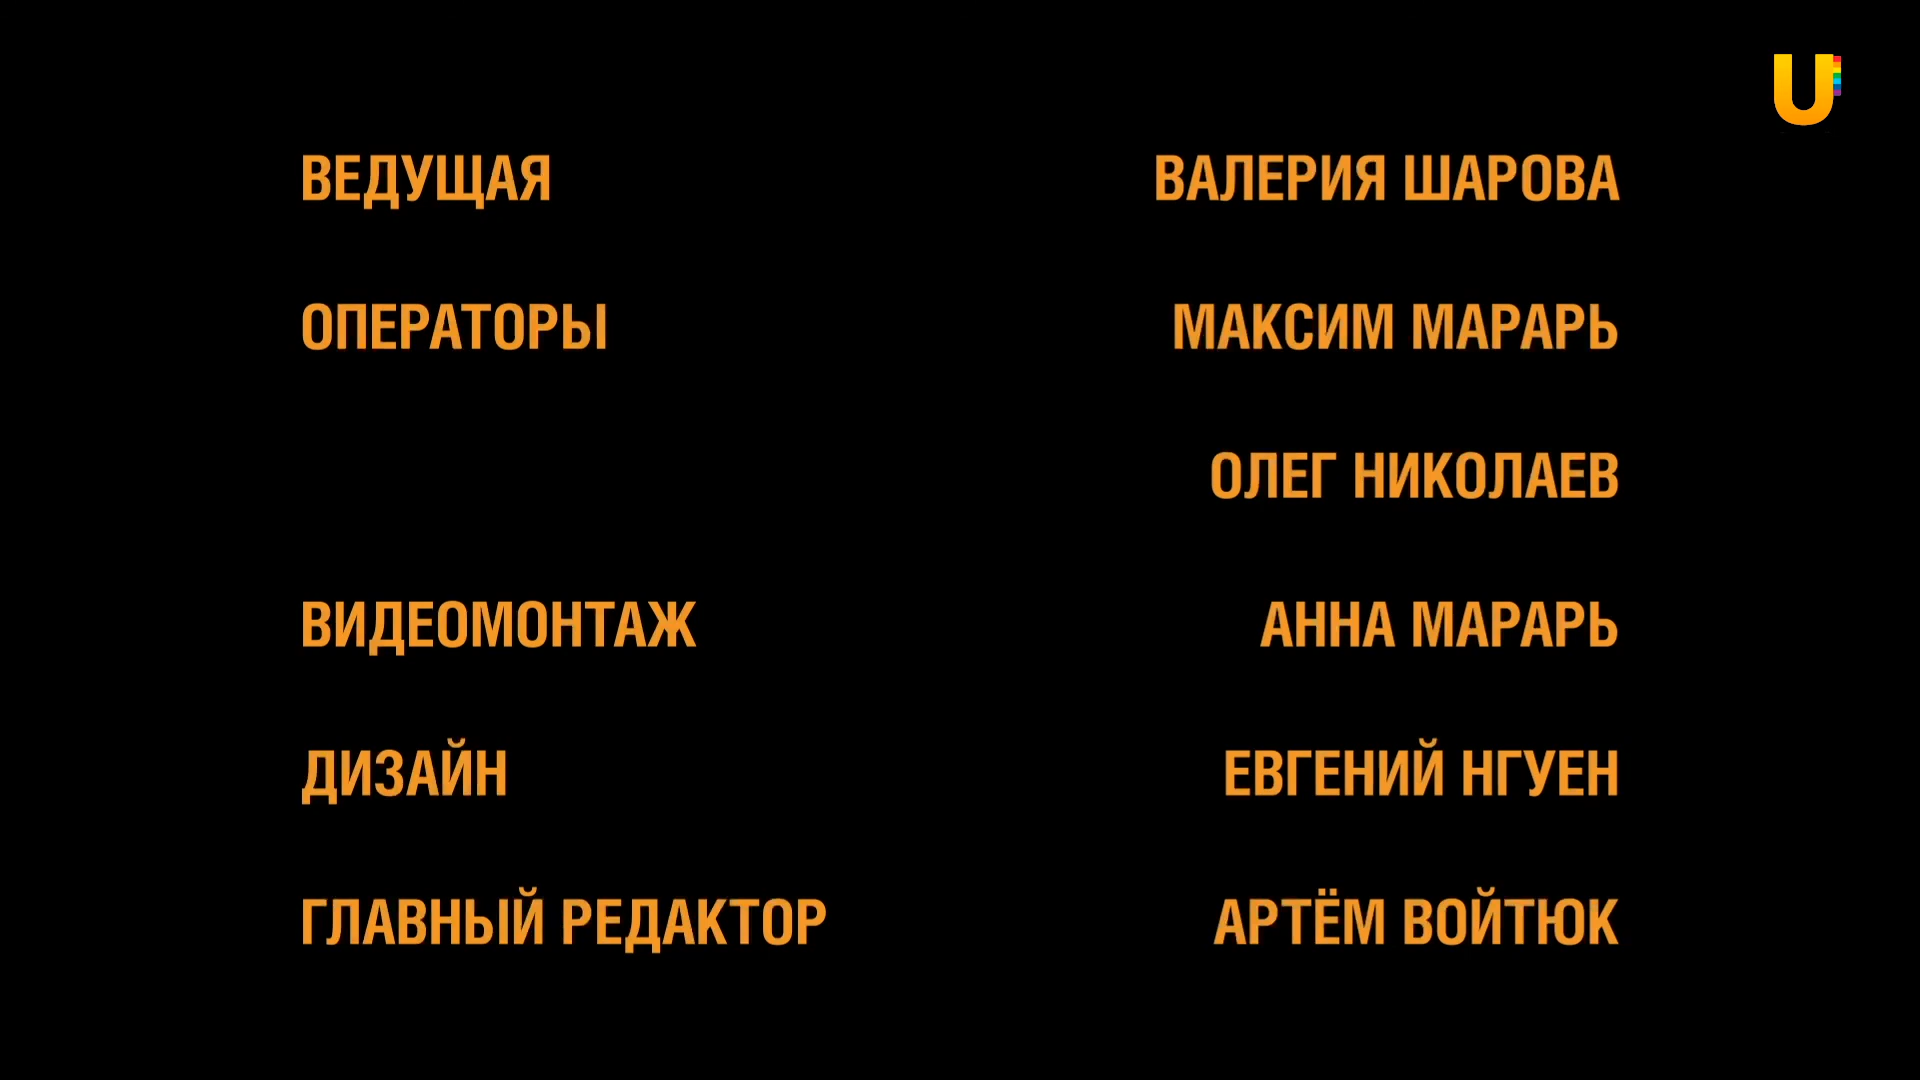 U
ВЕДУЩАЯ ВАЛЕРИЯ ШАРОВА
ОПЕРАТОРЫ МАКСИМ МАРАРЬ
ОЛЕГ НИКОЛАЕВ
ВИДЕОМОНТАЖ АННА МАРАРЬ
ДИЗАЙН ЕВГЕНИЙ НГУЕН
ГЛАВНЫЙ РЕДАКТОР АРТЁМ ВОЙТЮК